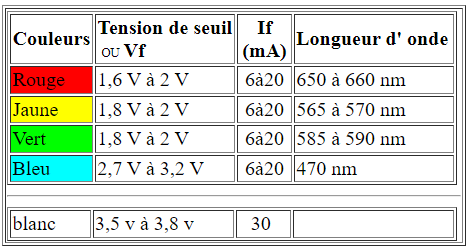 Couleurs Tension de seuil ou Vf If (mA) Longueur d' onde
Rouge 1,6 V à 2 V 6à20 650 à 660 nm
Jaune 1,8 V à 2 V 6à20 565 à 570 nm
Vert 1,8 V à 2 V 6à20 585 à 590 nm
Bleu 2,7 V à 3,2 V 6à20 470 nm
blanc 3,5 v à 3,8 v 30